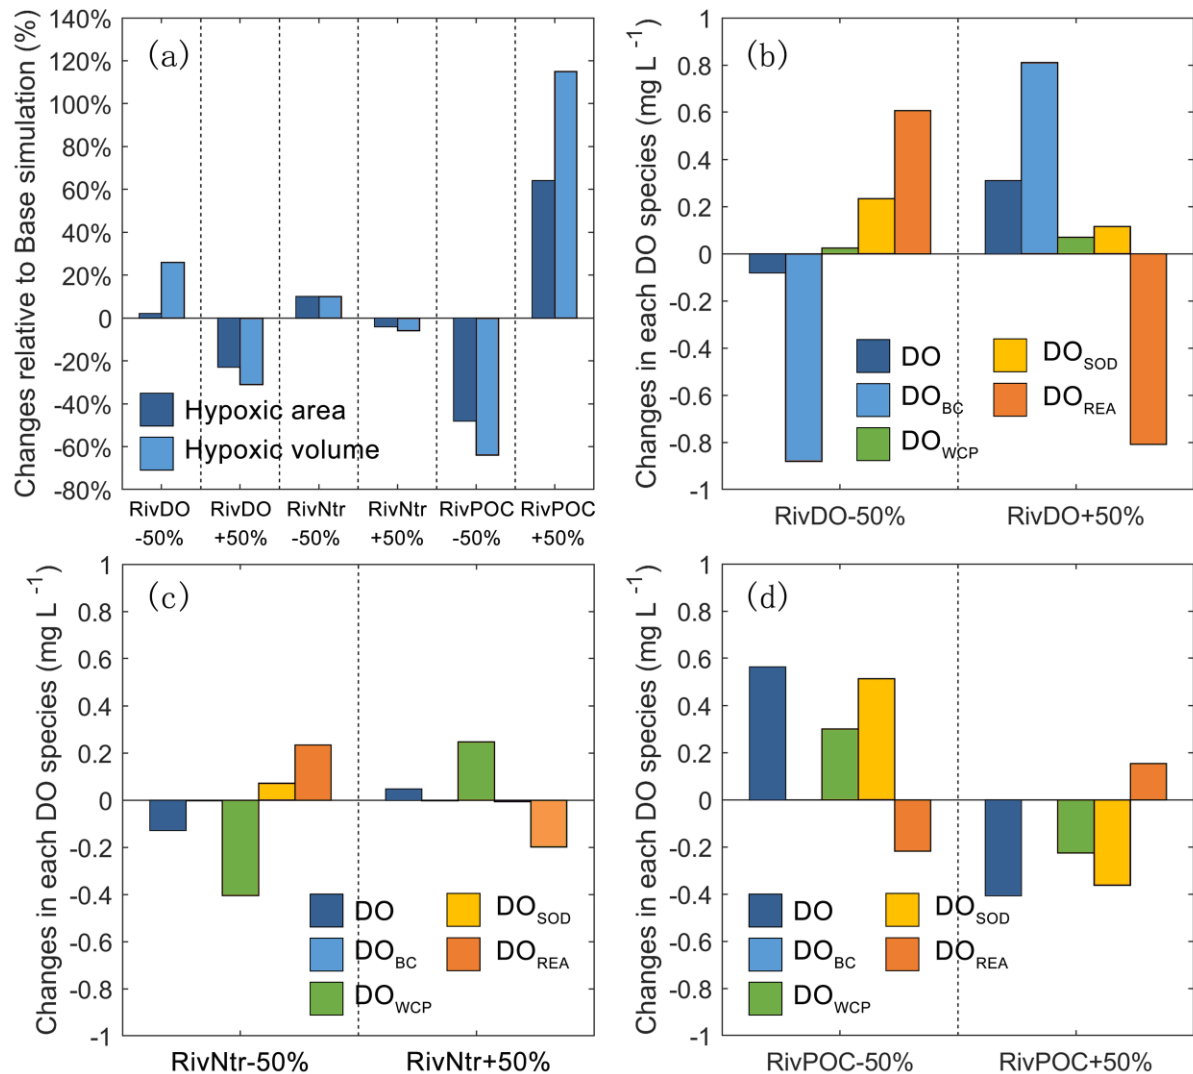 Changes relative to Base simulation (%)
140%
120%
100%
80%
60%
40%
20%
0
-20%
-40%
-60%
-80%
(a)
Hypoxic area
Hypoxic volume
RivDO RivDO RivNtr RivNtr RivPOC RivPOC
-50% +50% -50% +50% -50% +50%
Changes in each DO species (mg L -1)
1
0.8
0.6
0.4
0.2
0
-0.2
-0.4
-0.6
-0.8
-1
(b)
DO DOSOD
DOBC DOREA
DOWCP
RivDO-50% RivDO+50%
Changes in each DO species (mg L -1)
1
0.8
0.6
0.4
0.2
0
-0.2
-0.4
-0.6
-0.8
-1
(c)
DO DOSOD
DOBC DOREA
DOWCP
RivNtr-50% RivNtr+50%
Changes in each DO species (mg L -1)
1
0.8
0.6
0.4
0.2
0
-0.2
-0.4
-0.6
-0.8
-1
(d)
DO DOSOD
DOBC DOREA
DOWCP
RivPOC-50% RivPOC+50%